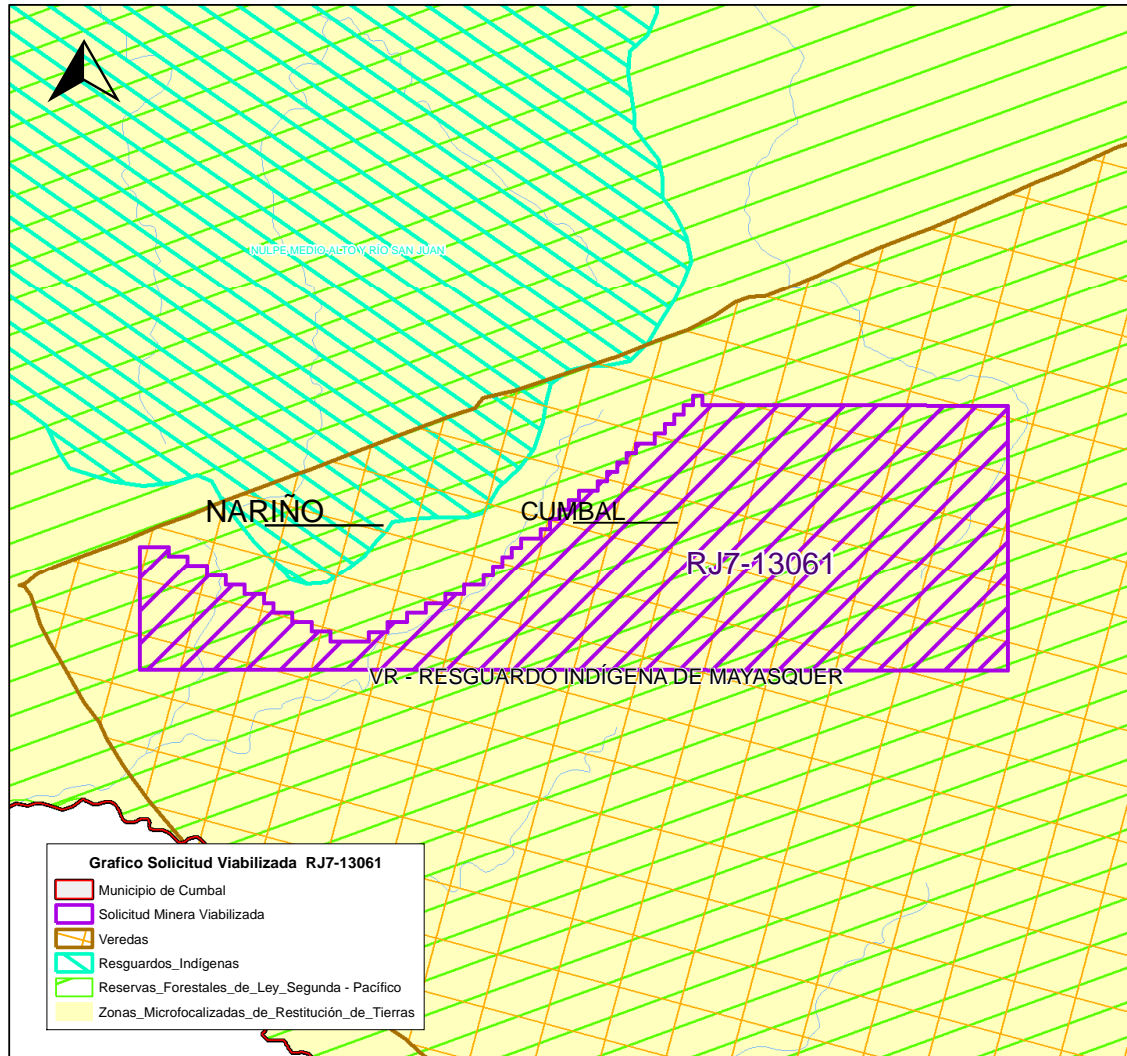 NULPE MEDIO ALTO Y RÍO SAN JUAN
NARIÑO
CUMBAL
RJ7-13061
VR - RESGUARDO INDÍGENA DE MAYASQUER
Grafico Solicitud Viabilizada RJ7-13061
Municipio de Cumbal
Solicitud Minera Viabilizada
Veredas
Resguardos_Indígenas
Reservas_Forestales_de_Ley_Segunda - Pacífico
Zonas_Microfocalizadas_de_Restitución_de_Tierras